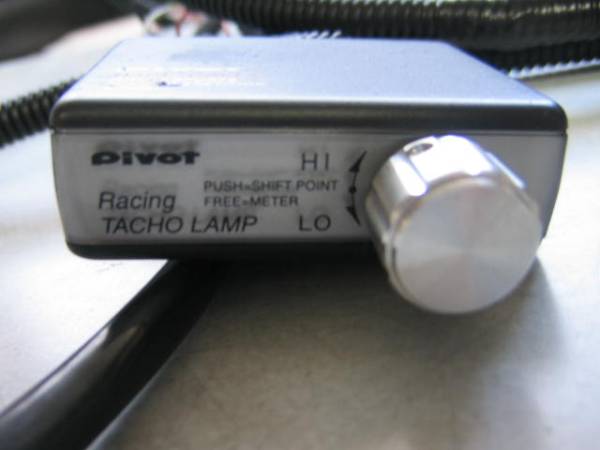 Pivot
HI
PUSH=SHIFT POINT
Racing FREE=METER
TACHO LAMP LO